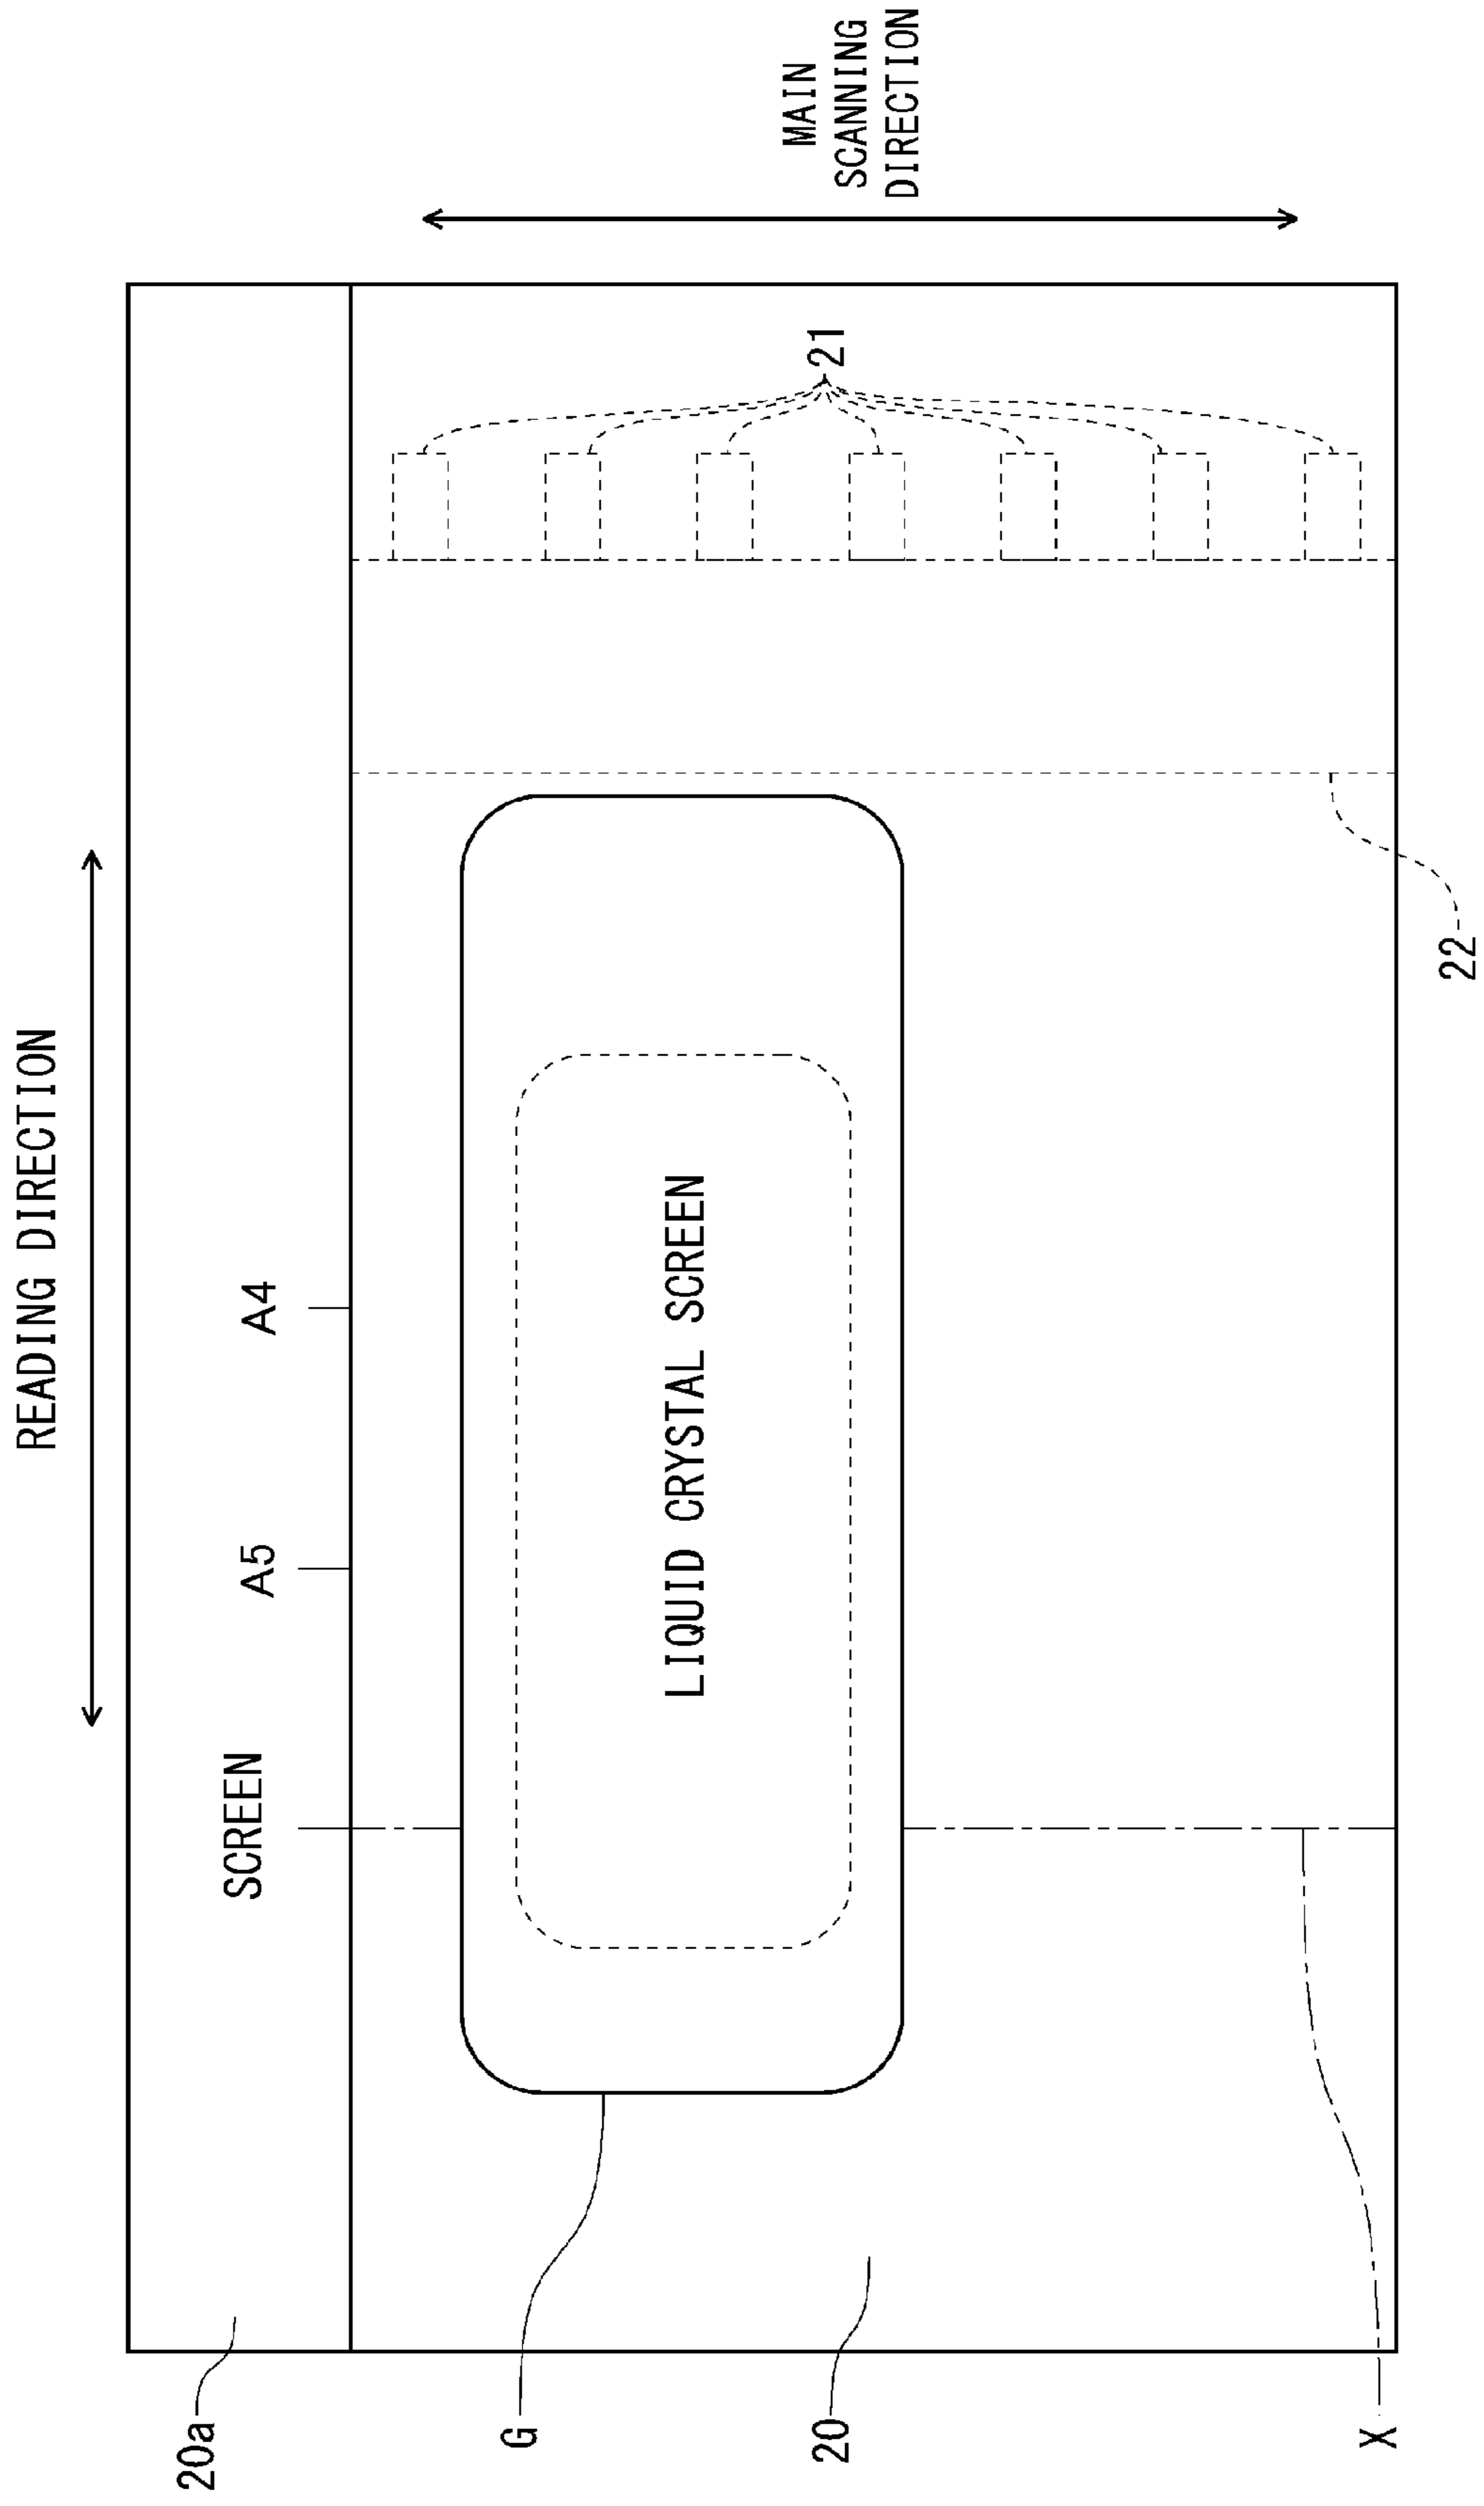 READING DIRECTION
SCREEN
A5
A4
MAIN
SCANNING
DIRECTION
21
LIQUID CRYSTAL SCREEN
20a
G
20
X
22